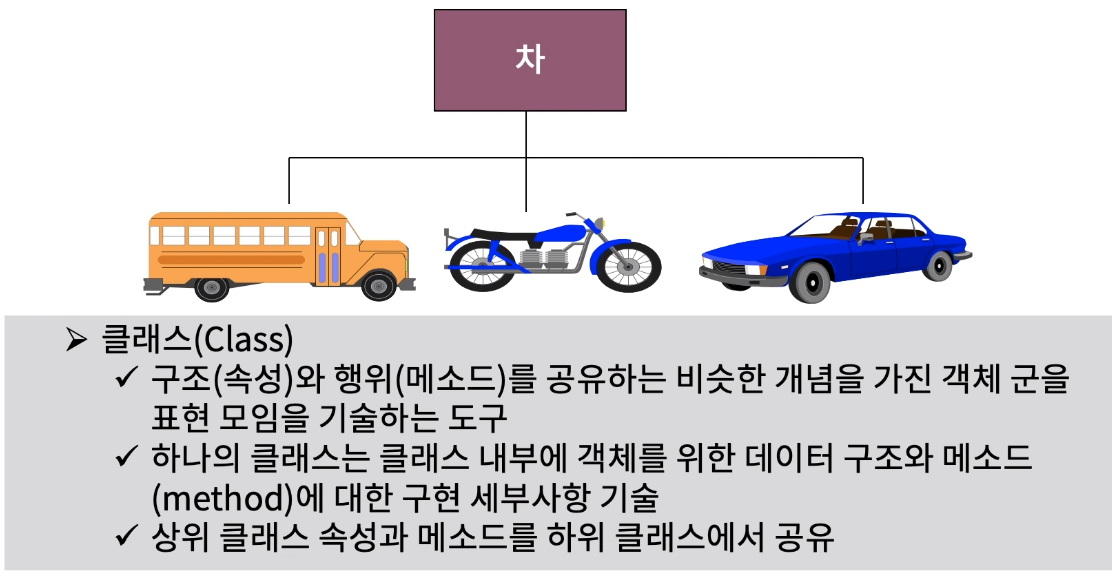 차
➢ 클래스(Class)
✓ 구조(속성)와 행위(메소드)를 공유하는 비슷한 개념을 가진 객체 군을
표현 모임을 기술하는 도구
✓ 하나의 클래스는 클래스 내부에 객체를 위한 데이터 구조와 메소드
(method)에 대한 구현 세부사항 기술
✓ 상위 클래스 속성과 메소드를 하위 클래스에서 공유